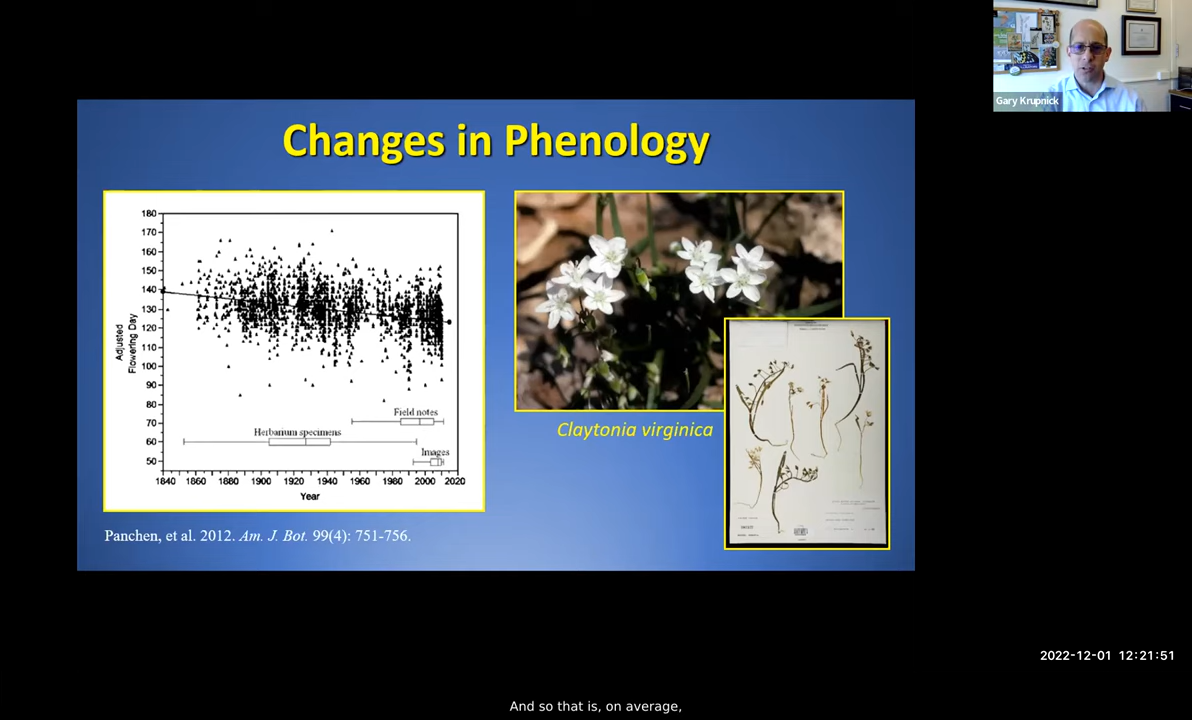 Gary Krupnick
Changes in Phenology
180
170
160
150
140
130
120
110
100
90
80
70
60
50
Adjusted
Flowering Day
Field notes
Herbarium specimens
Images
1840 1860 1880 1900 1920 1940 1960 1980 2000 2020
Year
Claytonia virginica
Panchen, et al. 2012. Am. J. Bot. 99(4): 751-756.
2022-12-01 12:21:51
And so that is, on average,